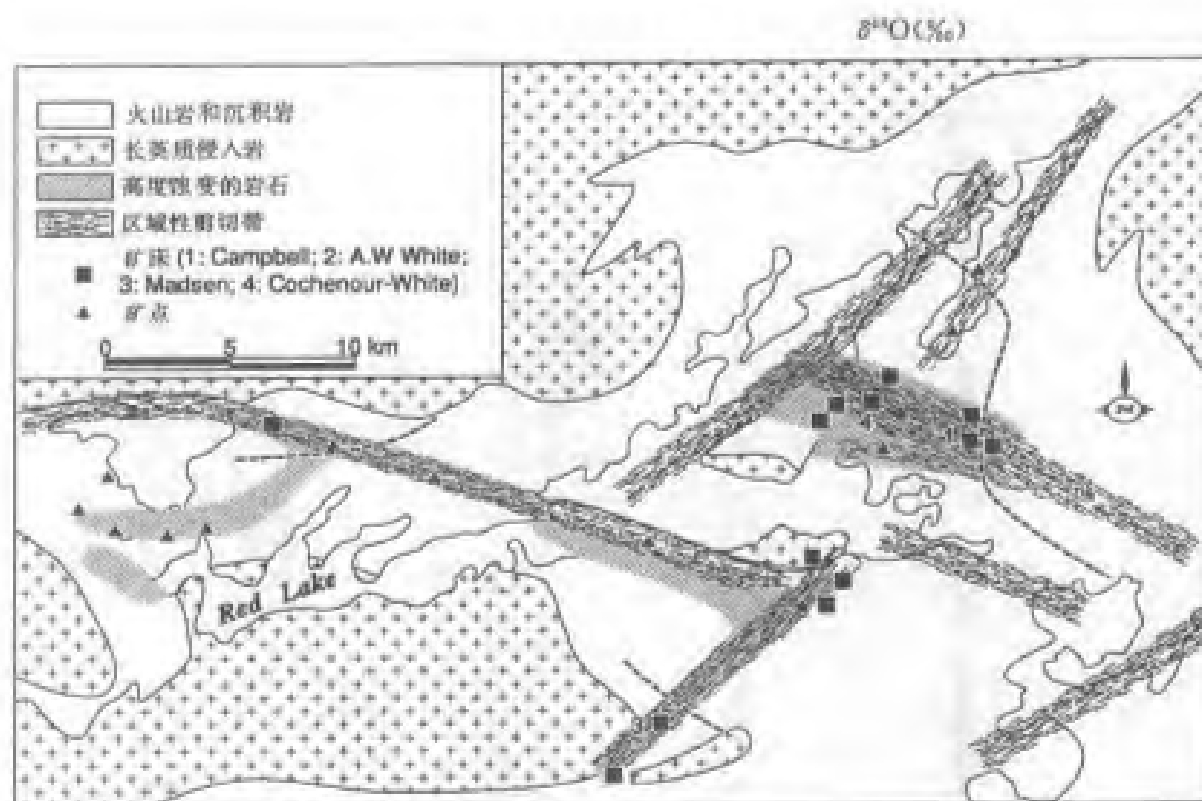 δ¹⁸O(‰)
火山岩和沉积岩
长英质侵入岩
高度蚀变的岩石
区域性剪切带
矿床 (1: Campbell; 2: A.W White;
3: Madsen; 4: Cochenour-White)
矿点
0 5 10 km
N
Red Lake
3